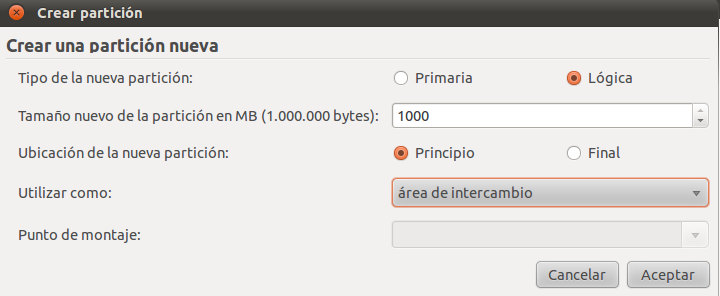 Crear partición
Crear una partición nueva
Tipo de la nueva partición: Primaria Lógica
Tamaño nuevo de la partición en MB (1.000.000 bytes): 1000
Ubicación de la nueva partición: Principio Final
Utilizar como: área de intercambio
Punto de montaje:
Cancelar Aceptar